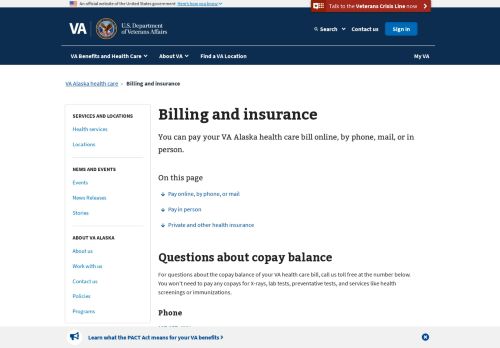 An official website of the United States government Here's how you know
Talk to the Veterans Crisis Line now
VA U.S. Department of Veterans Affairs
Search Contact us Sign in
VA Benefits and Health Care About VA Find a VA Location My VA
VA Alaska health care › Billing and insurance
SERVICES AND LOCATIONS
Health services
Locations
NEWS AND EVENTS
Events
News Releases
Stories
ABOUT VA ALASKA
About us
Work with us
Contact us
Policies
Programs
Billing and insurance
You can pay your VA Alaska health care bill online, by phone, mail, or in
person.
On this page
Pay online, by phone, or mail
Pay in person
Private and other health insurance
Questions about copay balance
For questions about the copay balance of your VA health care bill, call us toll free at the number below.
You won't need to pay any copays for X-rays, lab tests, preventative tests, and services like health
screenings or immunizations.
Phone
Learn what the PACT Act means for your VA benefits